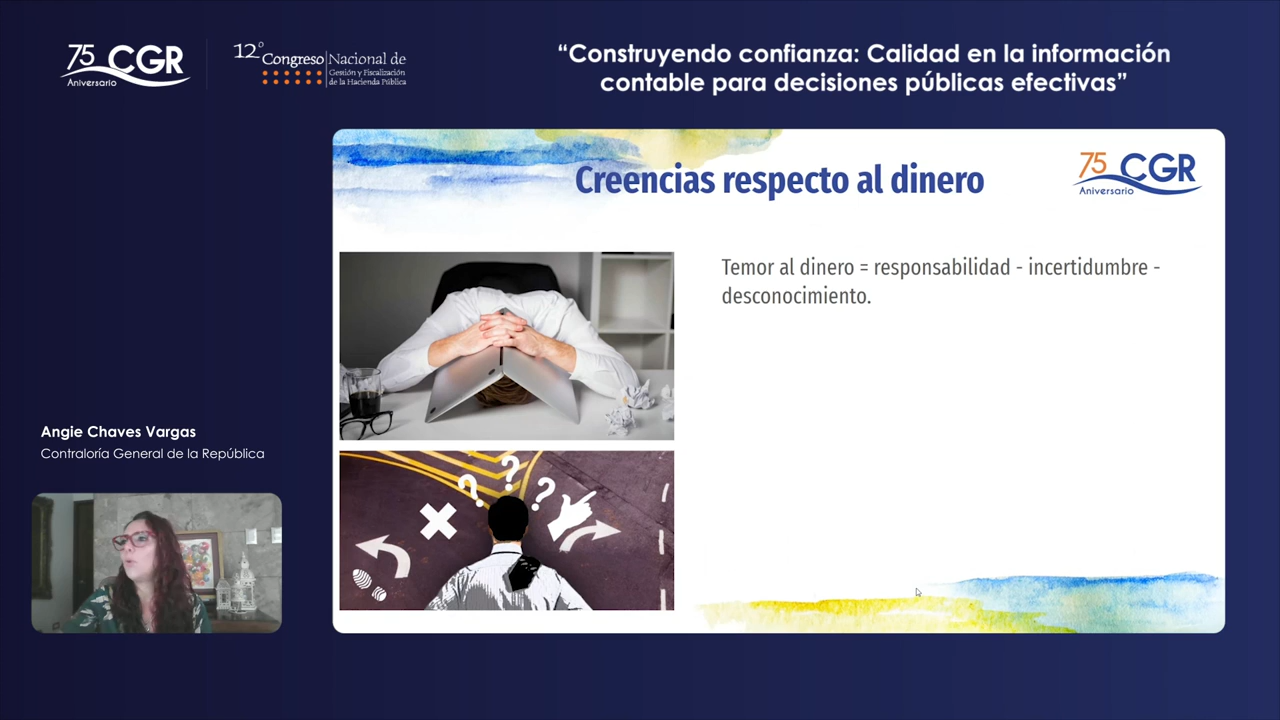 75 CGR
Aniversario
12° Congreso Nacional de
Gestión y Fiscalización
de la Hacienda Pública
“Construyendo confianza: Calidad en la información
contable para decisiones públicas efectivas”
Creencias respecto al dinero
75 CGR
Aniversario
Temor al dinero = responsabilidad - incertidumbre -
desconocimiento.
? ? ?
Angie Chaves Vargas
Contraloría General de la República